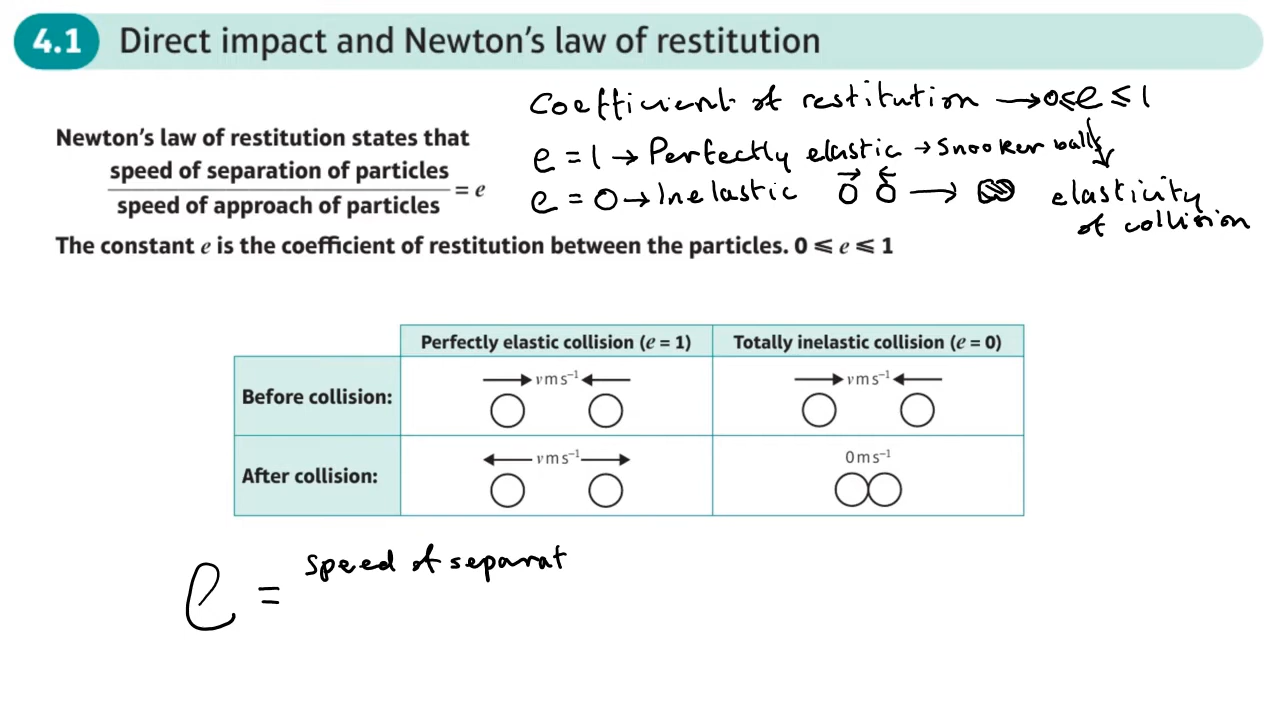 4.1 Direct impact and Newton's law of restitution
Coefficient of restitution → 0≤e≤1
Newton's law of restitution states that
speed of separation of particles
speed of approach of particles
= e
e = 1 → Perfectly elastic → Snooker balls
e = 0 → Inelastic →
elasticity
of collision
The constant e is the coefficient of restitution between the particles. 0 ⩽ e ⩽ 1
Perfectly elastic collision (e = 1) Totally inelastic collision (e = 0)
Before collision: v m s⁻¹ v m s⁻¹
After collision: v m s⁻¹ 0 m s⁻¹
speed of separat
e =